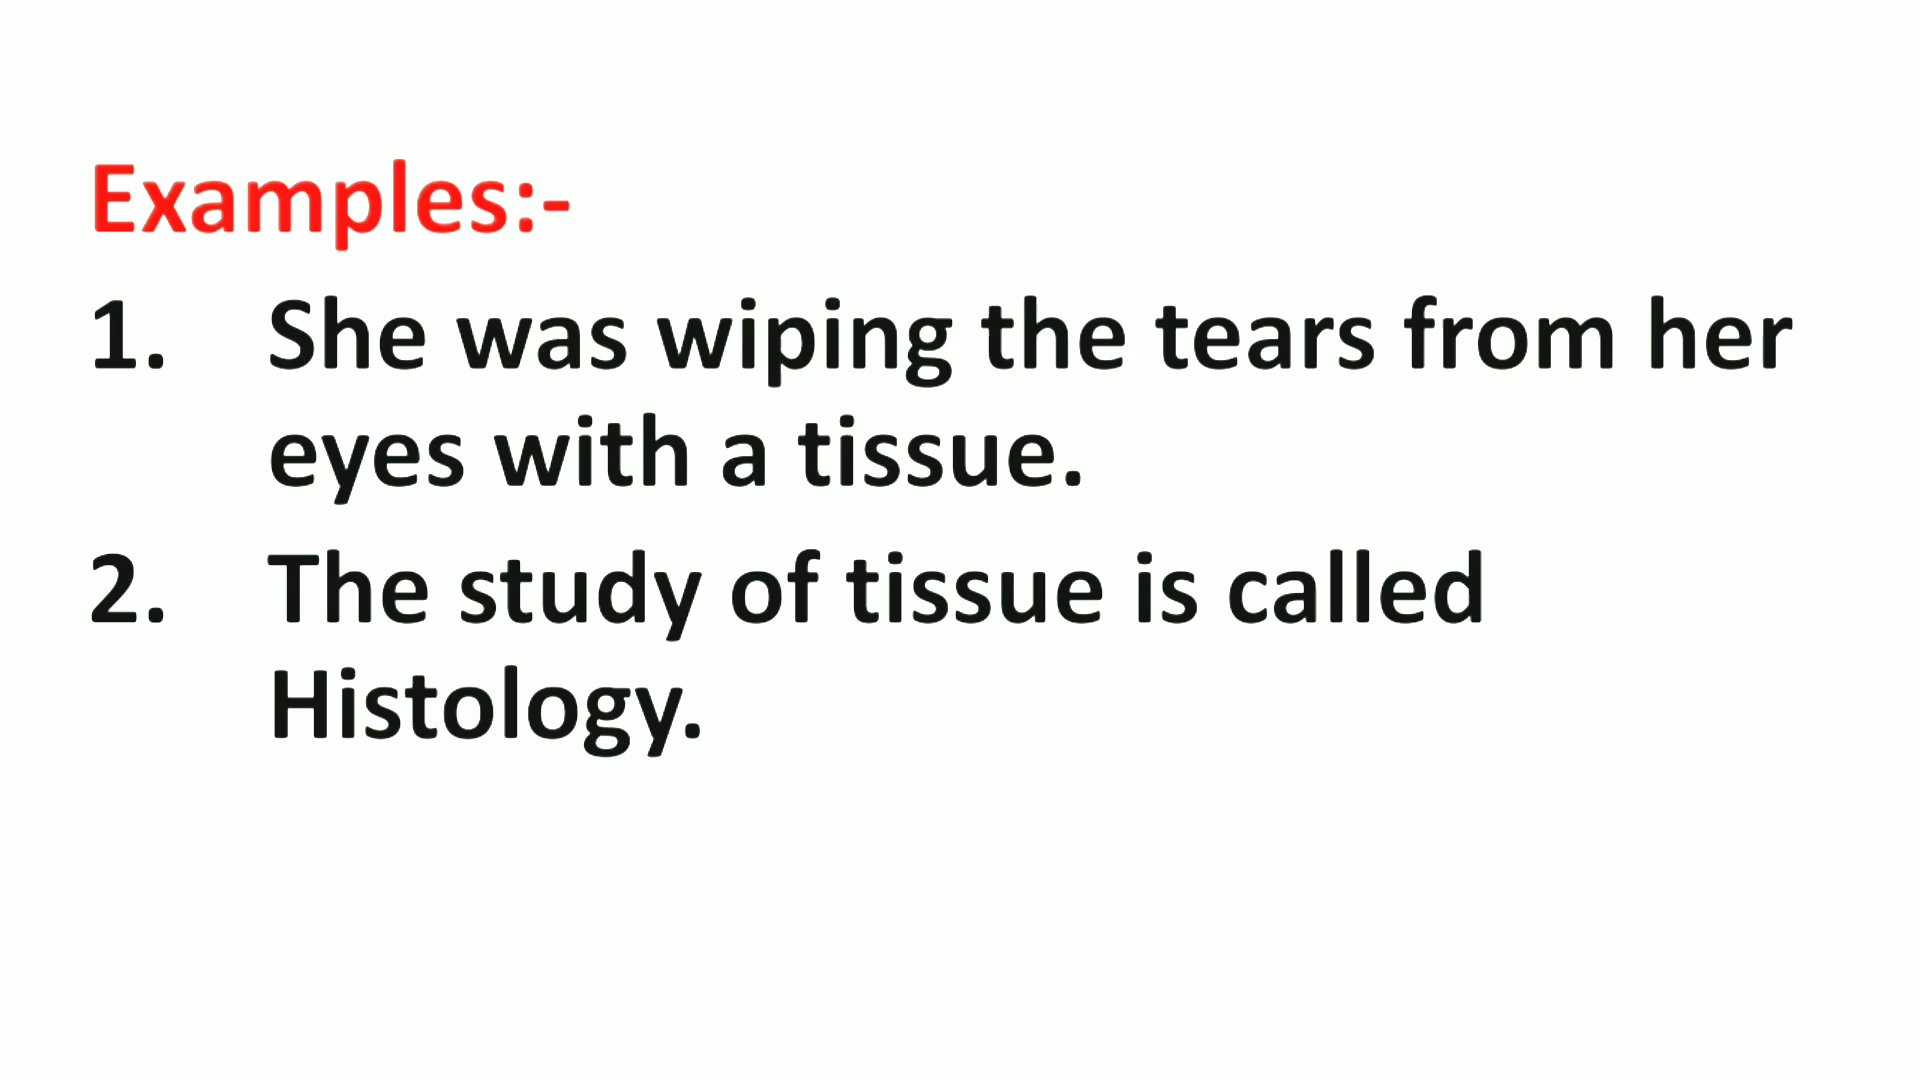 Examples:-
1. She was wiping the tears from her
eyes with a tissue.
2. The study of tissue is called
Histology.